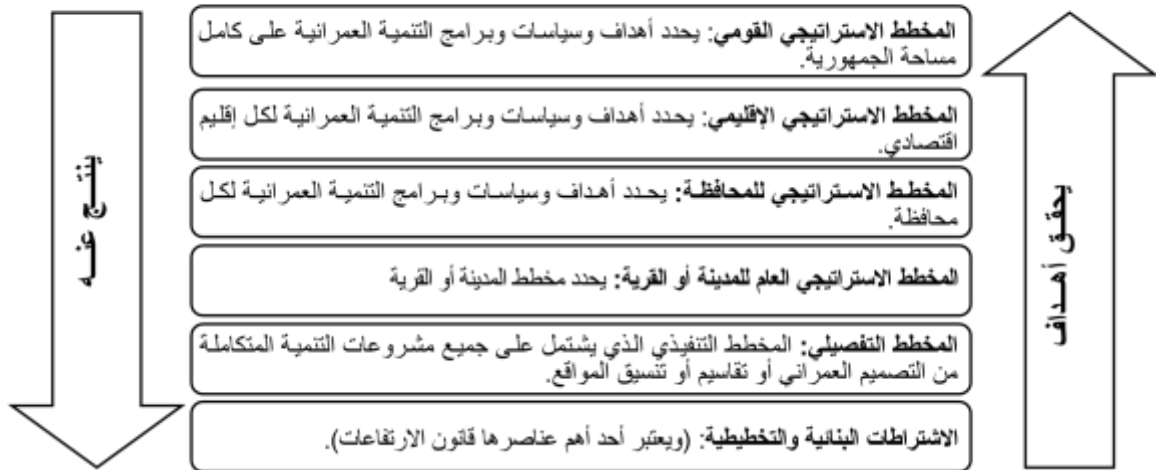 المخطط الاستراتيجي القومي: يحدد أهداف وسياسات وبرامج التنمية العمرانية على كامل
مساحة الجمهورية.
المخطط الاستراتيجي الإقليمي: يحدد أهداف وسياسات وبرامج التنمية العمرانية لكل إقليم
اقتصادي.
المخطط الاستراتيجي للمحافظة: يحدد أهداف وسياسات وبرامج التنمية العمرانية لكل
محافظة.
المخطط الاستراتيجي العام للمدينة أو القرية: يحدد مخطط المدينة أو القرية
المخطط التفصيلي: المخطط التنفيذي الذي يشتمل على جميع مشروعات التنمية المتكاملة
من التصميم العمراني أو تقاسيم أو تنسيق المواقع.
الاشتراطات البنائية والتخطيطية: (ويعتبر أحد أهم عناصرها قانون الارتفاعات).
يحقق أهداف
ينتج عنه